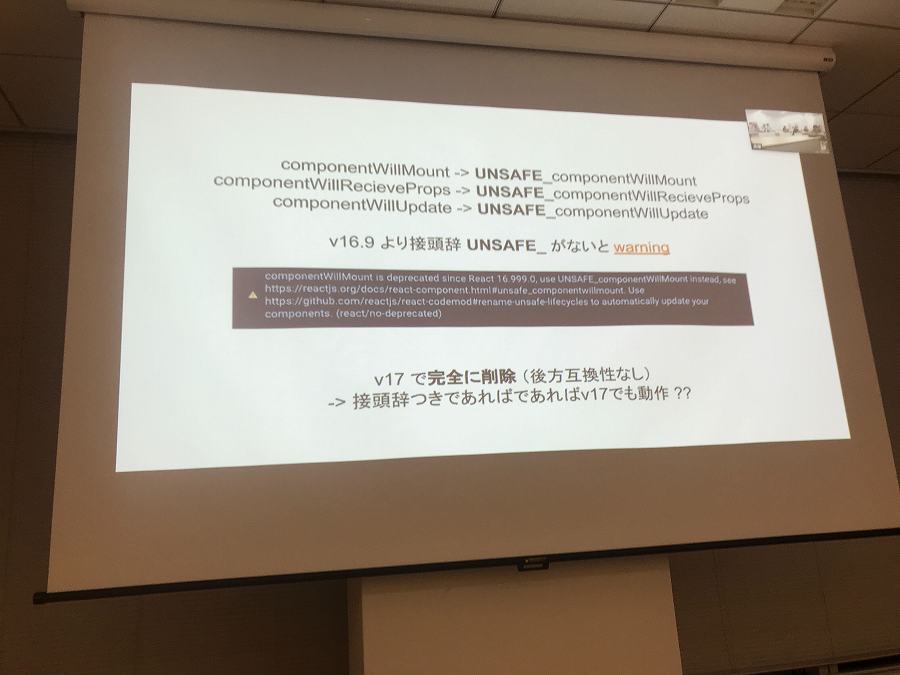 componentWillMount -> UNSAFE_componentWillMount
componentWillRecieveProps -> UNSAFE_componentWillRecieveProps
componentWillUpdate -> UNSAFE_componentWillUpdate
v16.9 より接頭辞 UNSAFE_ がないと warning
componentWillMount is deprecated since React 16.999.0, use UNSAFE_componentWillMount instead, see
https://reactjs.org/docs/react-component.html#unsafe_componentwillmount. Use
https://github.com/reactjs/react-codemod#rename-unsafe-lifecycles to automatically update your
components. (react/no-deprecated)
v17 で完全に削除（後方互換性なし）
-> 接頭辞つきであればであればv17でも動作 ??